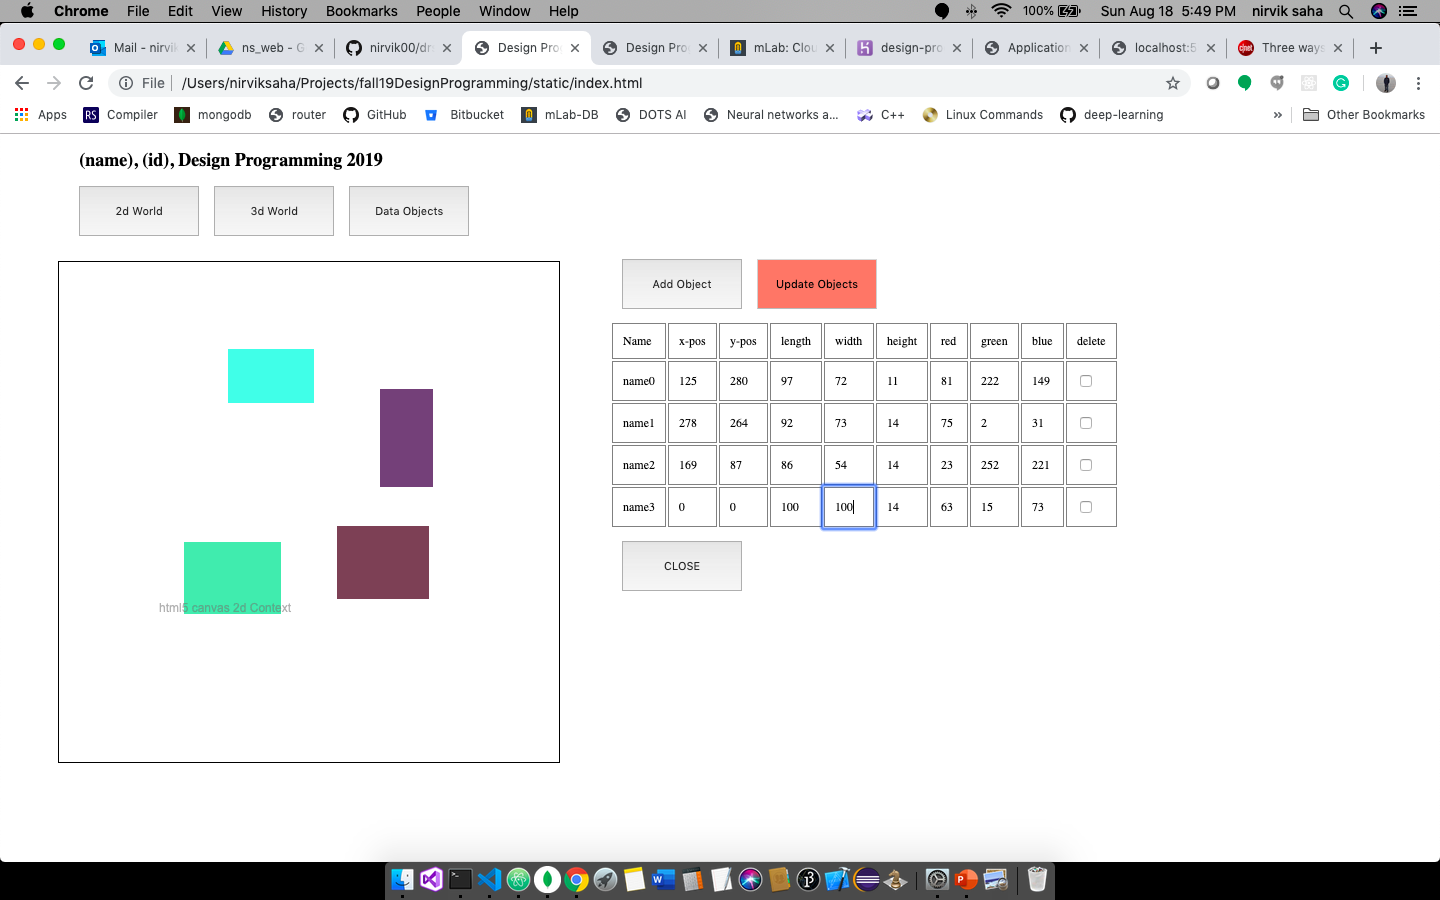 Chrome File Edit View History Bookmarks People Window Help 100% Sun Aug 18 5:49 PM nirvik saha
Mail - nirvi ns_web - G nirvik00/dr Design Pro Design Pro mLab: Clou design-pro Application localhost:5 Three ways
File /Users/nirviksaha/Projects/fall19DesignProgramming/static/index.html
Apps RS Compiler mongodb router GitHub Bitbucket mLab-DB DOTS AI Neural networks a... C++ Linux Commands deep-learning » Other Bookmarks
(name), (id), Design Programming 2019
2d World 3d World Data Objects
Add Object Update Objects
Name x-pos y-pos length width height red green blue delete
name0 125 280 97 72 11 81 222 149
name1 278 264 92 73 14 75 2 31
name2 169 87 86 54 14 23 252 221
name3 0 0 100 100 14 63 15 73
CLOSE
html5 canvas 2d Context